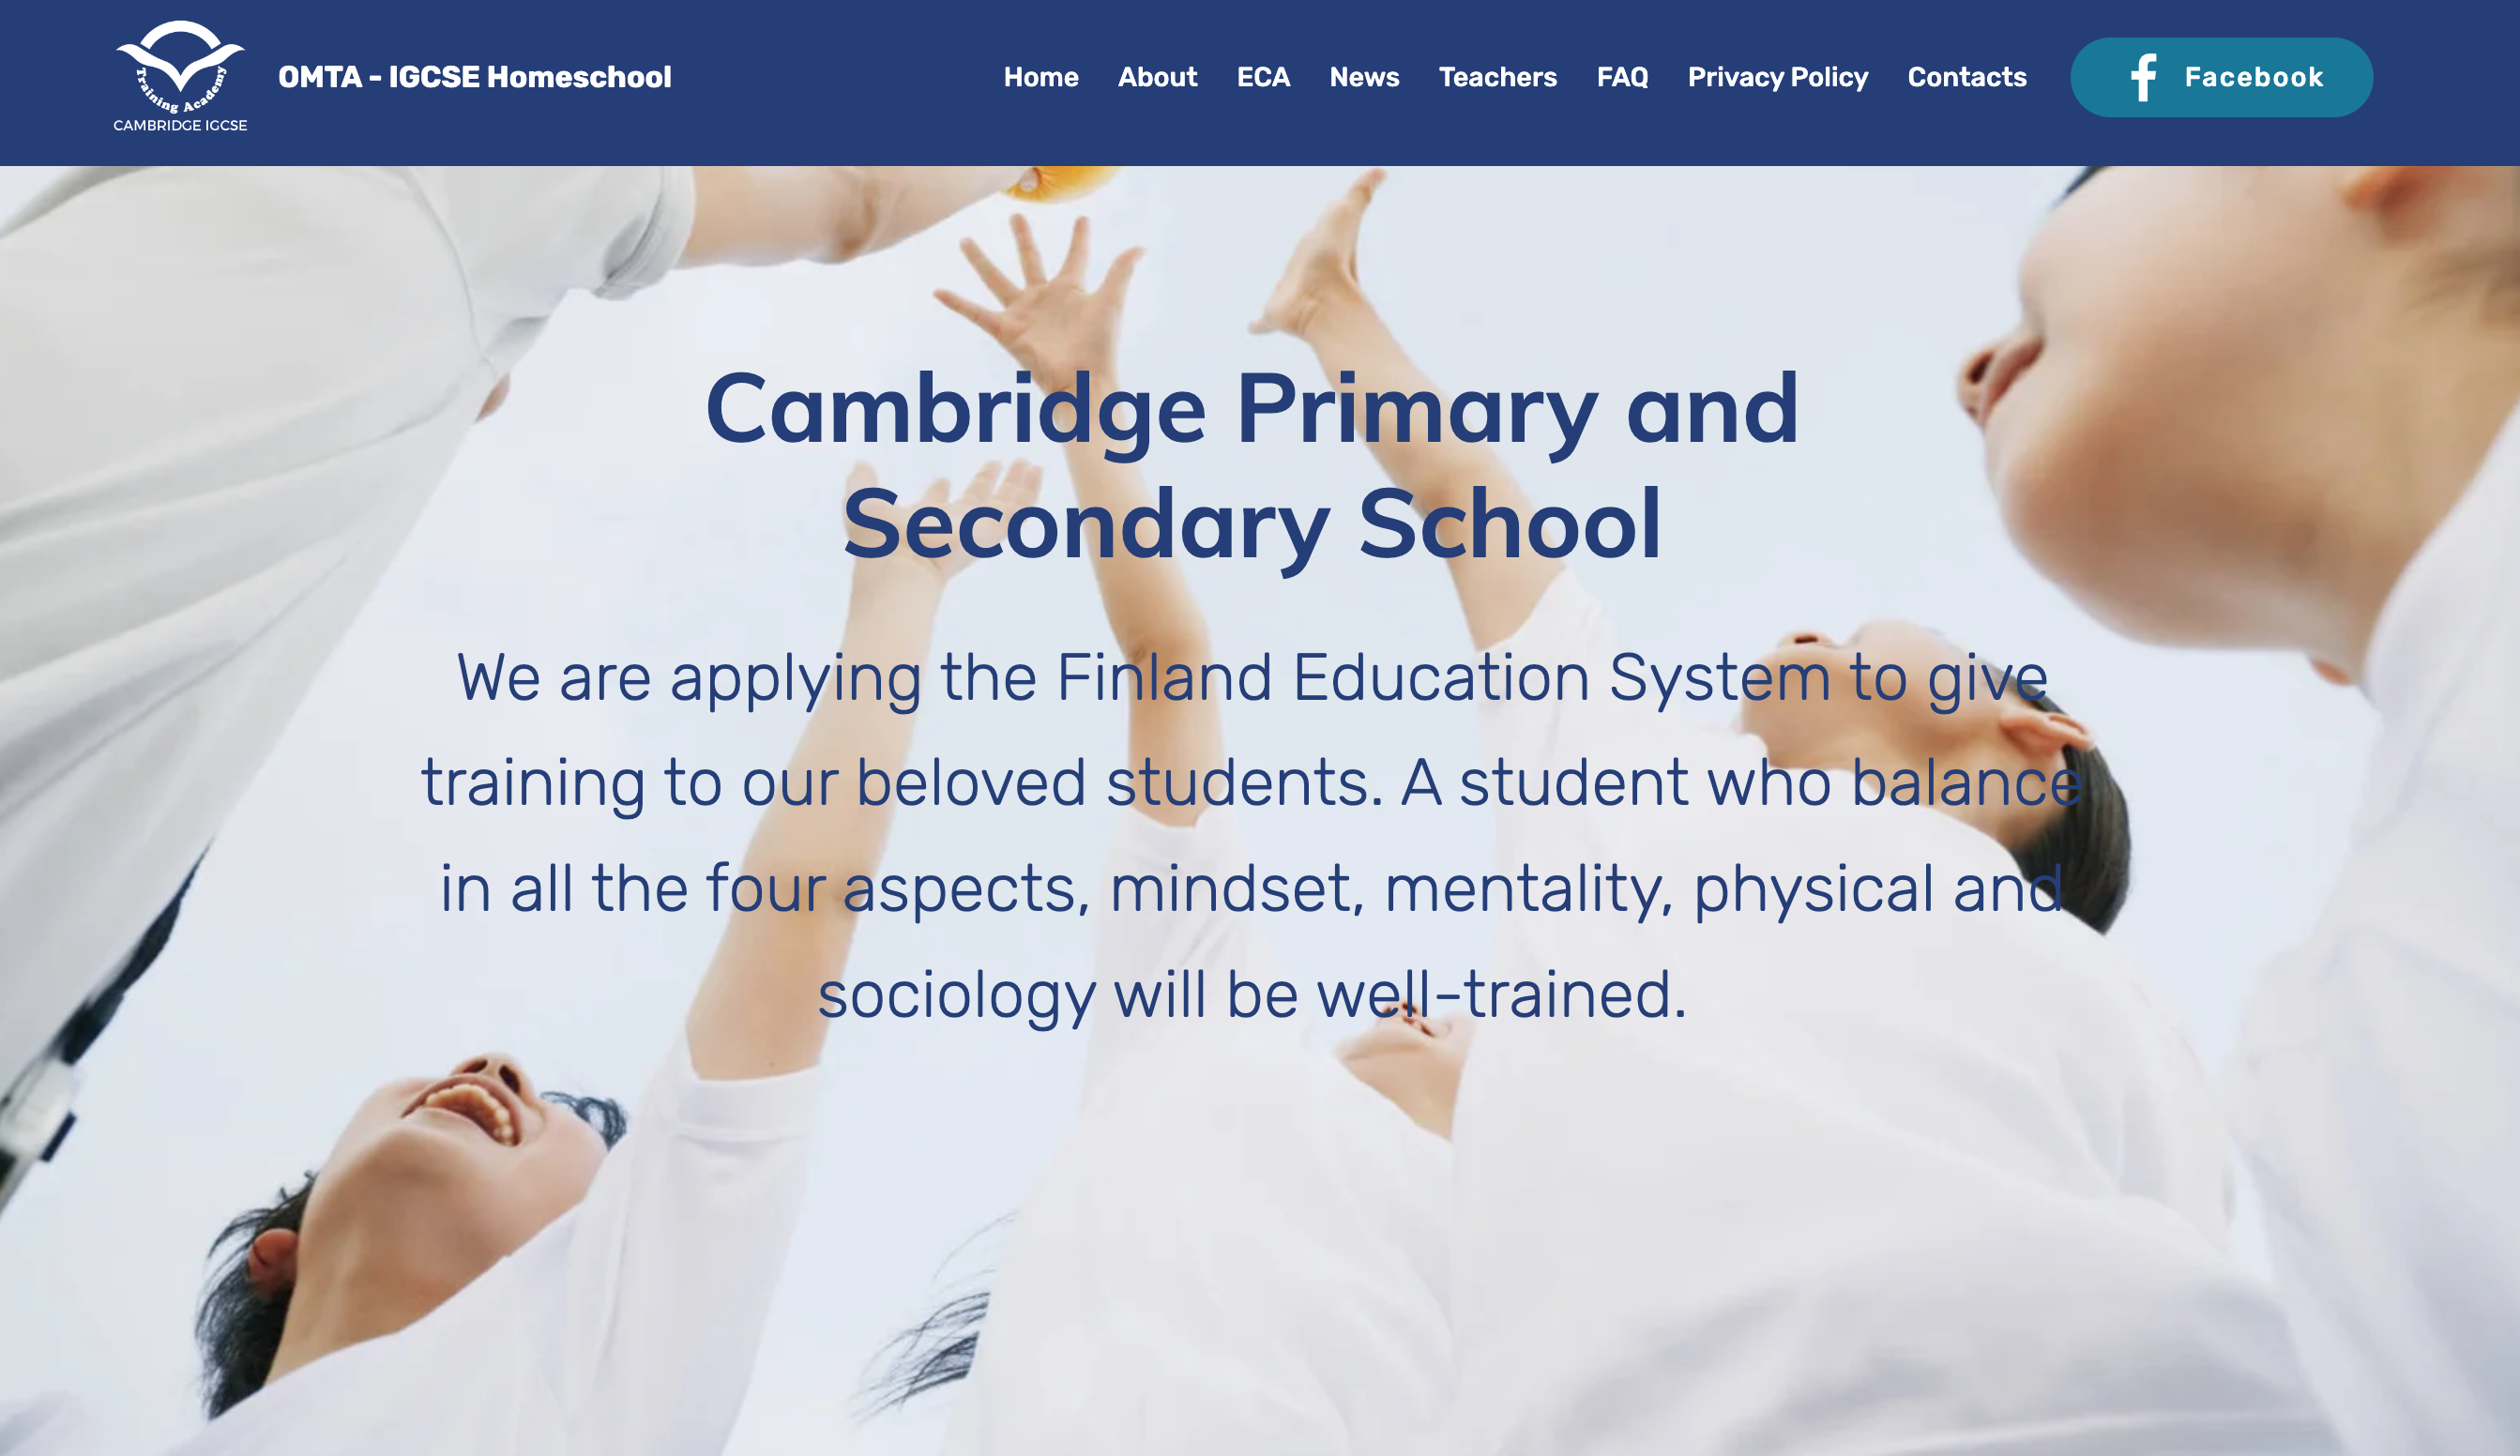 Training Academy
CAMBRIDGE IGCSE
OMTA - IGCSE Homeschool
Home About ECA News Teachers FAQ Privacy Policy Contacts
f Facebook
Cambridge Primary and
Secondary School
We are applying the Finland Education System to give
training to our beloved students. A student who balance
in all the four aspects, mindset, mentality, physical and
sociology will be well-trained.